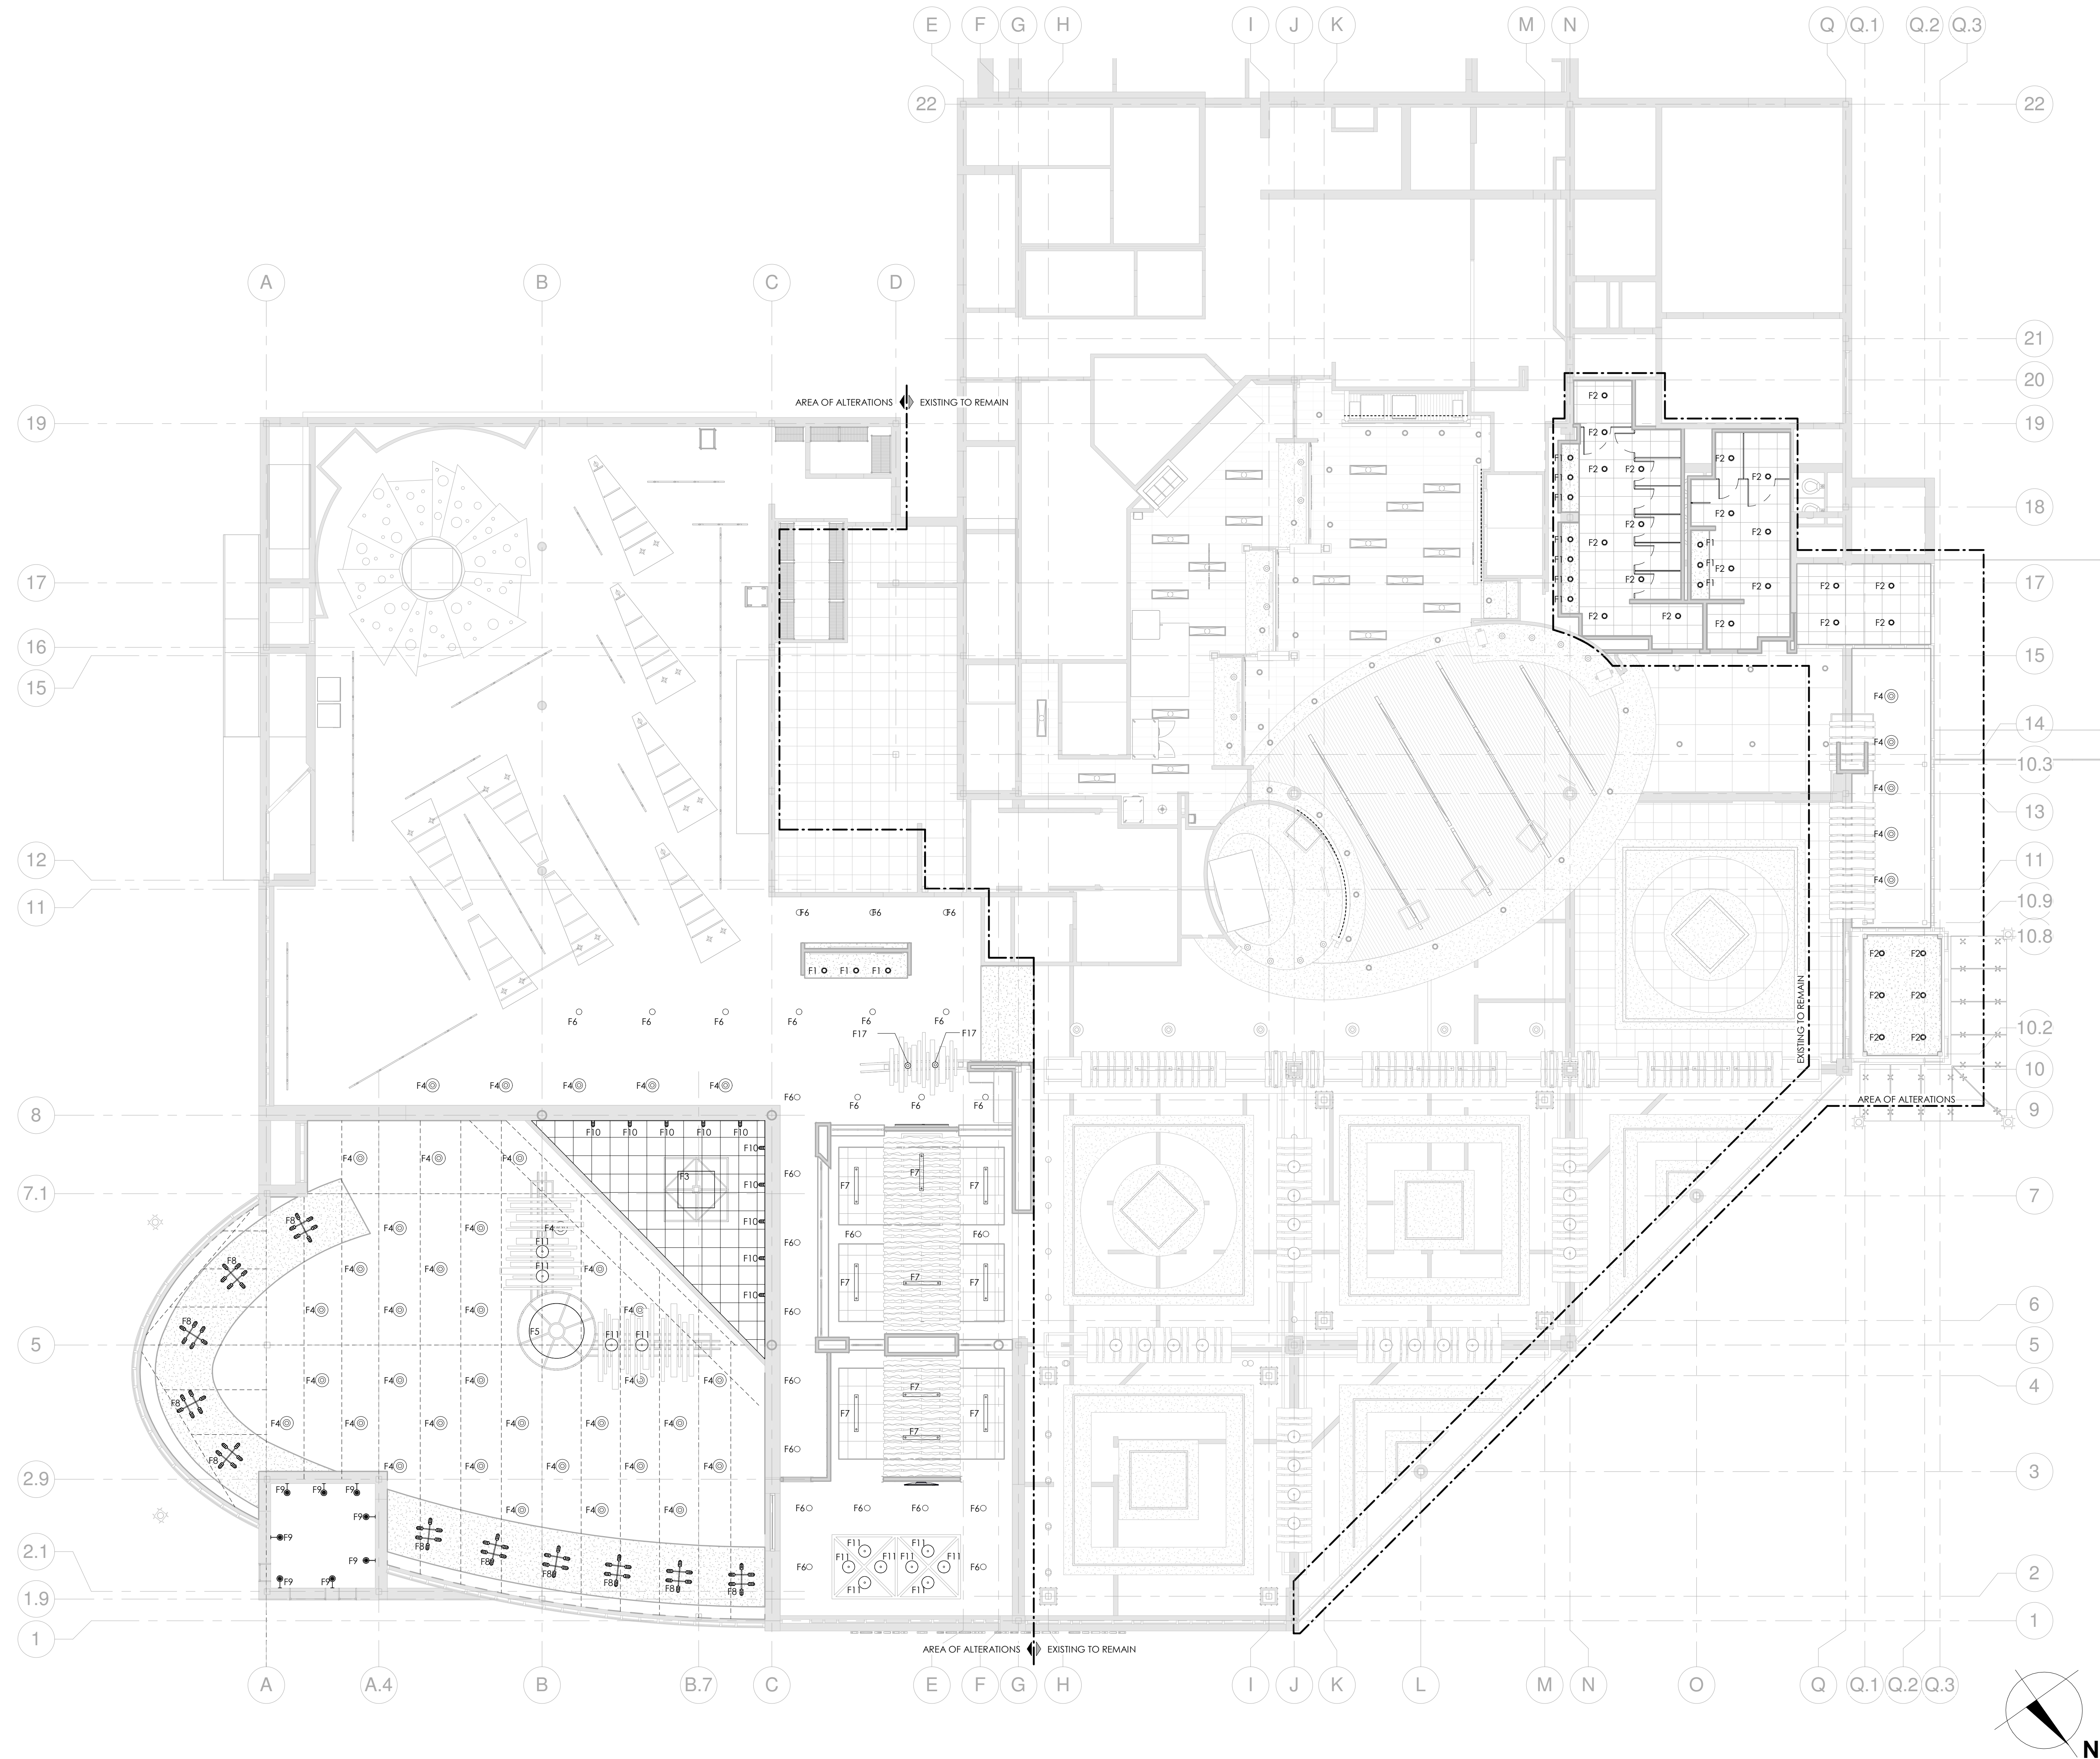 E F G H I J K M N Q Q.1 Q.2 Q.3
22 22
A B C D
21
20
AREA OF ALTERATIONS EXISTING TO REMAIN
19 19
F2
F2
F2
F1
F2 F2 F2
F1
F1
F2
18
F2
F2
F1 F2 F1
F1 F1 F2
17 17
F1 F2 F1 F2 F2 F2
F1
F2 F2 F2 F2 F2
16
15
15
F4
14
F4
10.3
F4
13
F4
12 11
F4
11 10.9
F6 F6 F6
10.8
F2 F2
F1 F1 F1
EXISTING TO REMAIN
F2 F2
F6 F6 F6 F6 F6 F6
10.2
F17 F17
F2 F2
10
F4 F4 F4 F4 F4
F6 F6 F6 F6
AREA OF ALTERATIONS
8 9
F10 F10 F10 F10 F10
F10
F4 F4 F4
F3 F6
F7 F7 F7
F10
7.1 7
F8 F4 F4 F4
F10
F6 F6 F6
F11
F8 F4 F4 F4
F10
F11
F7 F7 F7
F10
6
F4 F4 F4 F4 F6
F8
F5
F11 F11
5 5
F4 F4 F4 F4 F4 F6
4
F7
F8
F7 F7
F4 F4 F4 F4 F4 F4 F4
F7
F8 F6
F4 F4 F4 F4 F4
2.9 3
F9 F9 F9
F4 F4 F6 F6 F6 F6
F9
F9
F8 F8 F8 F8 F8 F8
F11 F11
F9
F6 F11 F11 F11 F11 F6
2.1 2
F9 F9
F11 F11
1.9
1 1
AREA OF ALTERATIONS EXISTING TO REMAIN
A A.4 B B.7 C E F G H I J K L M N O Q Q.1 Q.2 Q.3
N